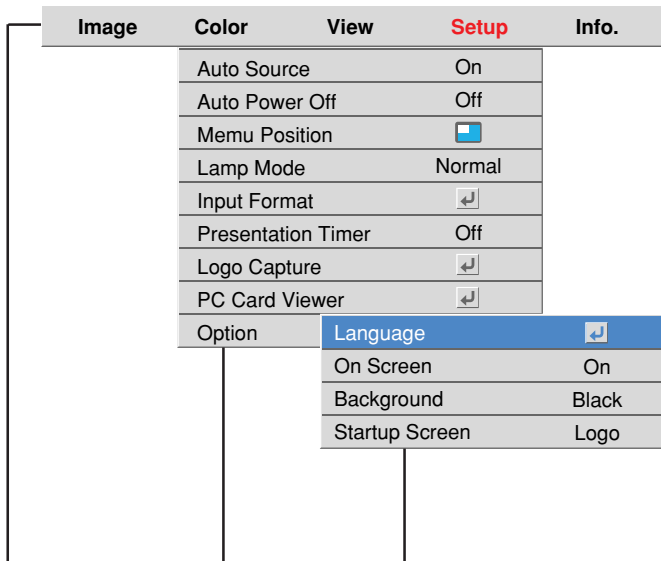 Image Color View Setup Info.
Auto Source On
Auto Power Off Off
Memu Position
Lamp Mode Normal
Input Format
Presentation Timer Off
Logo Capture
PC Card Viewer
Option
Language
On Screen On
Background Black
Startup Screen Logo